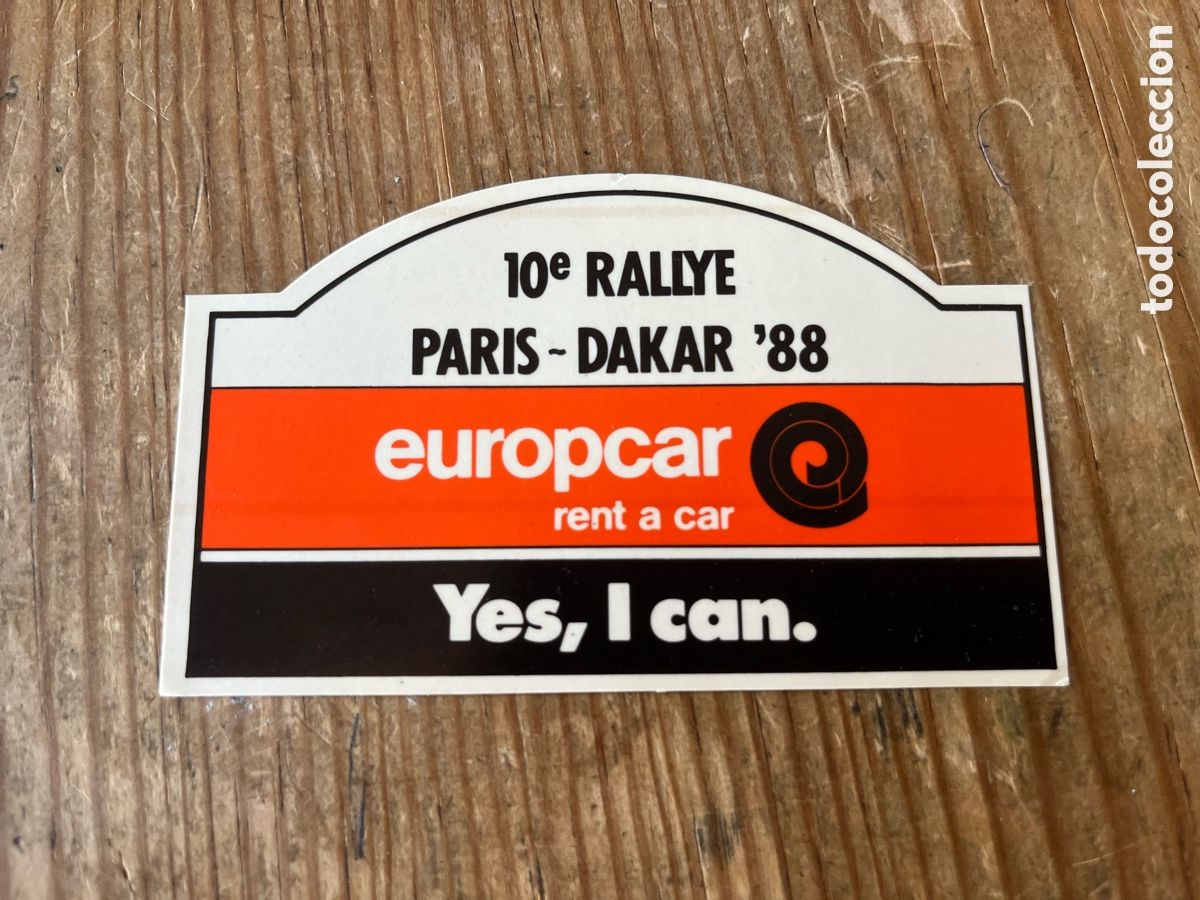 10e RALLYE
PARIS ~ DAKAR '88
europcar
rent a car
Yes, I can.
todocoleccion